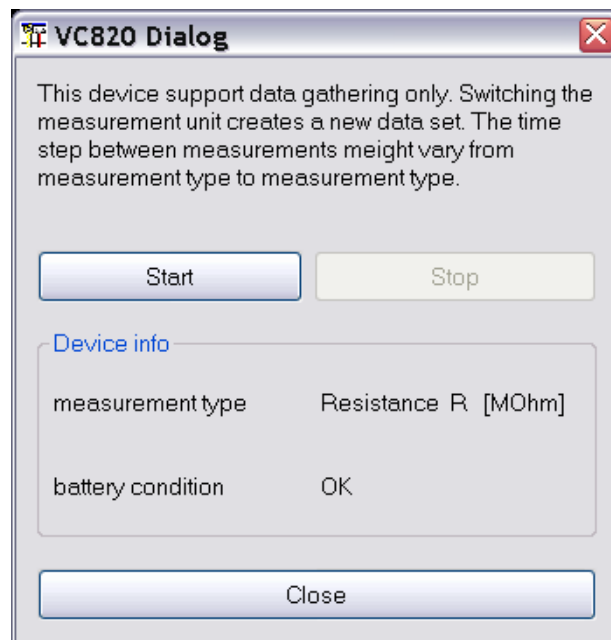 VC820 Dialog
This device support data gathering only. Switching the
measurement unit creates a new data set. The time
step between measurements meight vary from
measurement type to measurement type.
Start Stop
Device info
measurement type Resistance R [MOhm]
battery condition OK
Close